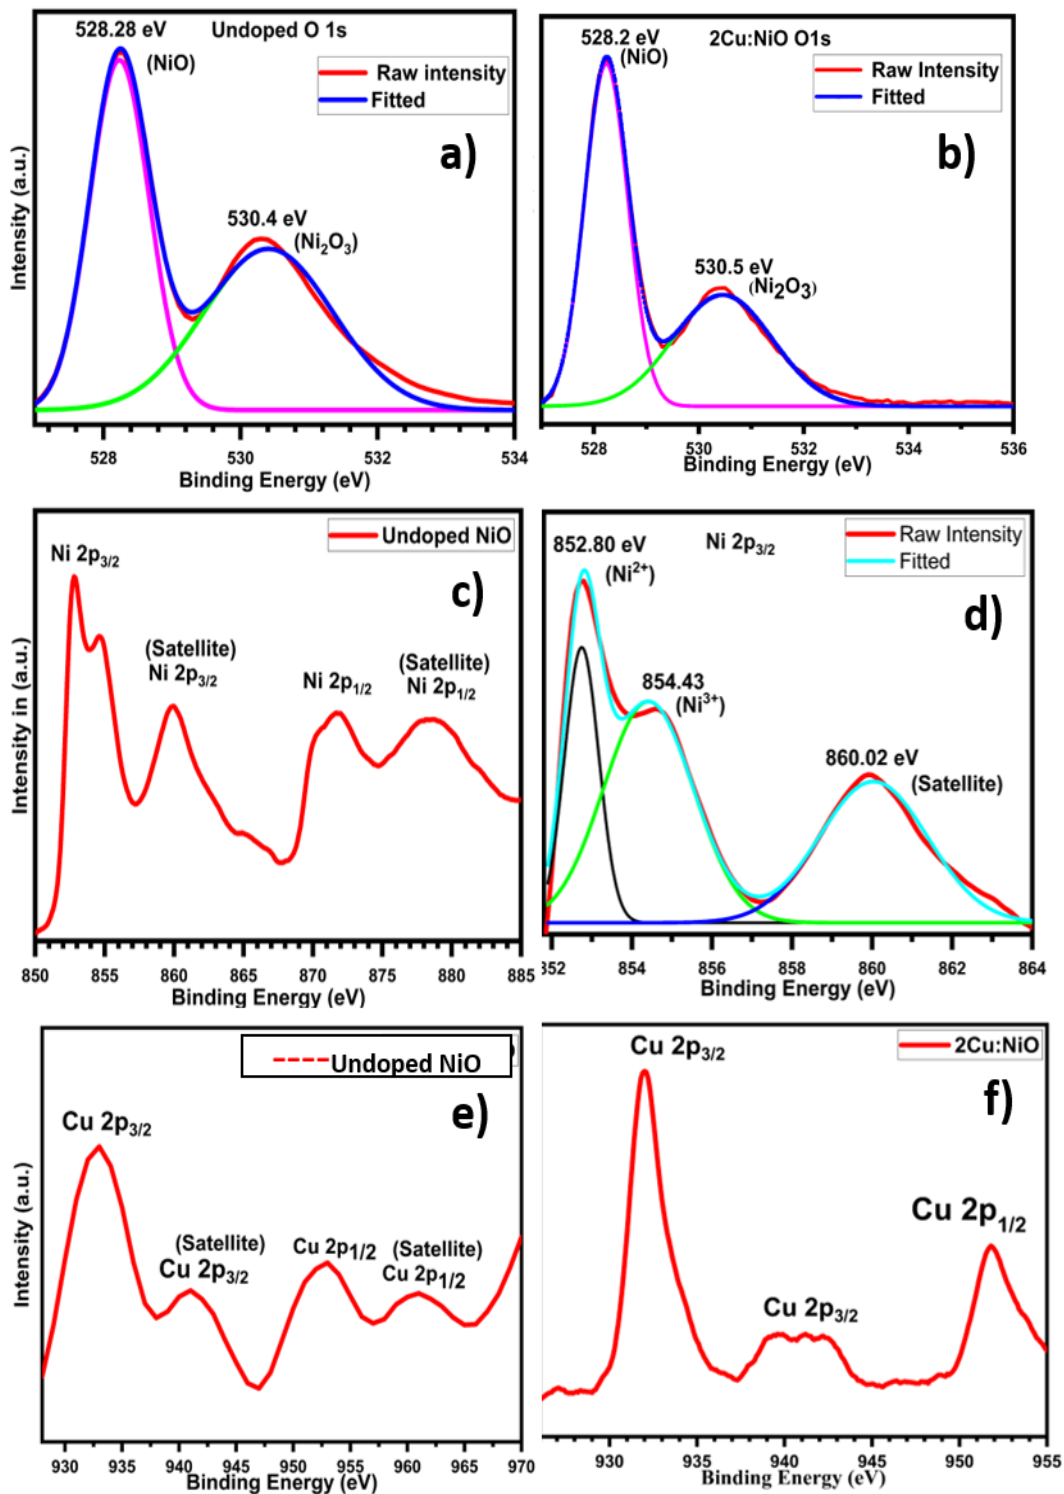 528.28 eV
(NiO)
Undoped O 1s
Raw intensity
Fitted
a)
530.4 eV
(Ni₂O₃)
Intensity (a.u.)
528 530 532 534
Binding Energy (eV)
528.2 eV
(NiO)
2Cu:NiO O1s
Raw Intensity
Fitted
b)
530.5 eV
(Ni₂O₃)
528 530 532 534 536
Binding Energy (eV)
Undoped NiO
Ni 2p₃/₂
c)
(Satellite)
Ni 2p₃/₂
Ni 2p₁/₂
(Satellite)
Ni 2p₁/₂
Intensity in (a.u.)
850 855 860 865 870 875 880 885
Binding Energy (eV)
852.80 eV
(Ni²⁺)
Ni 2p₃/₂
Raw Intensity
Fitted
d)
854.43
(Ni³⁺)
860.02 eV
(Satellite)
352 854 856 858 860 862 864
Binding Energy (eV)
Undoped NiO
e)
Cu 2p₃/₂
(Satellite)
Cu 2p₃/₂
Cu 2p₁/₂
(Satellite)
Cu 2p₁/₂
Intensity (a.u.)
930 935 940 945 950 955 960 965 970
Binding Energy (eV)
Cu 2p₃/₂
2Cu:NiO
f)
Cu 2p₁/₂
Cu 2p₃/₂
930 935 940 945 950 955
Binding Energy (eV)